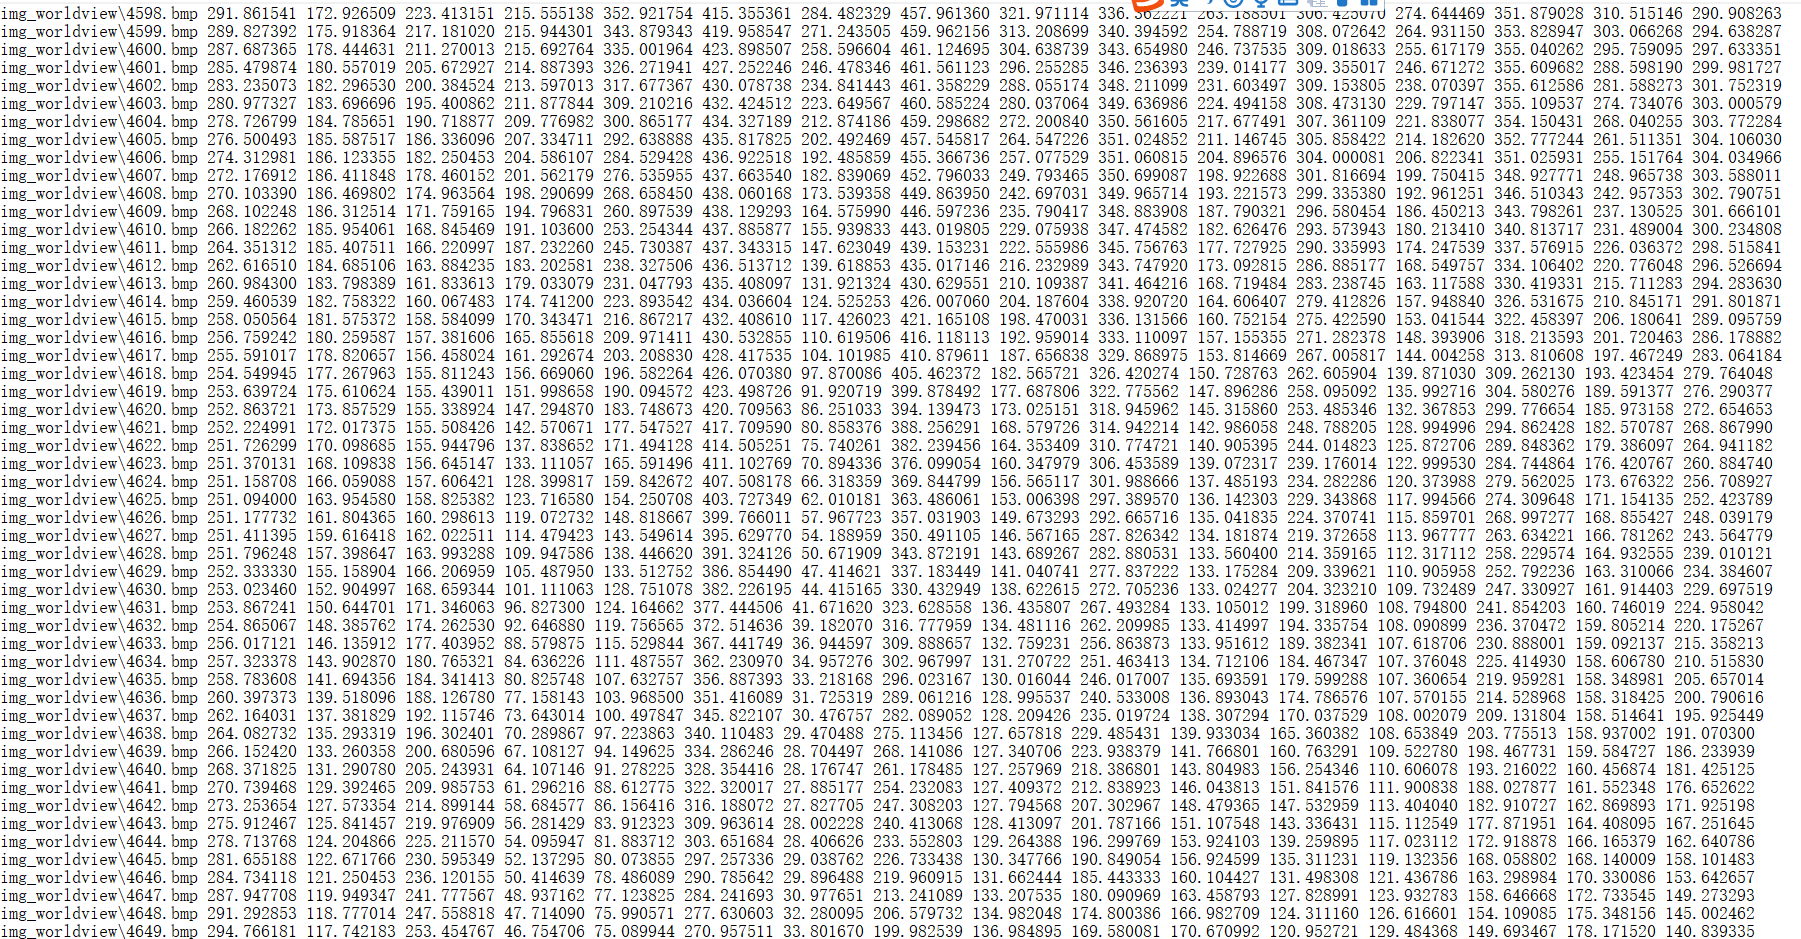 img_worldview\4598.bmp 291.861541 172.926509 223.413151 215.555138 352.921754 415.355361 284.482329 457.961360 321.971114 336.362221 263.188501 306.425070 274.644469 351.879028 310.515146 290.908263
img_worldview\4599.bmp 289.827392 175.918364 217.181020 215.944301 343.879343 419.958547 271.243505 459.962156 313.208699 340.394592 254.788719 308.072642 264.931150 353.828947 303.066268 294.638287
img_worldview\4600.bmp 287.687365 178.444631 211.270013 215.692764 335.001964 423.898507 258.596604 461.124695 304.638739 343.654980 246.737535 309.018633 255.617179 355.040262 295.759095 297.633351
img_worldview\4601.bmp 285.479874 180.557019 205.672927 214.887393 326.271941 427.252246 246.478346 461.561123 296.255285 346.236393 239.014177 309.355017 246.671272 355.609682 288.598190 299.981727
img_worldview\4602.bmp 283.235073 182.296530 200.384524 213.597013 317.677367 430.078738 234.841443 461.358229 288.055174 348.211099 231.603497 309.153805 238.070397 355.612586 281.588273 301.752319
img_worldview\4603.bmp 280.977327 183.696696 195.400862 211.877844 309.210216 432.424512 223.649567 460.585224 280.037064 349.636986 224.494158 308.473130 229.797147 355.109537 274.734076 303.000579
img_worldview\4604.bmp 278.726799 184.785651 190.718877 209.776982 300.865177 434.327189 212.874186 459.298682 272.200840 350.561605 217.677491 307.361109 221.838077 354.150431 268.040255 303.772284
img_worldview\4605.bmp 276.500493 185.587517 186.336096 207.334711 292.638888 435.817825 202.492469 457.545817 264.547226 351.024852 211.146745 305.858422 214.182620 352.777244 261.511351 304.106030
img_worldview\4606.bmp 274.312981 186.123355 182.250453 204.586107 284.529428 436.922518 192.485859 455.366736 257.077529 351.060815 204.896576 304.000081 206.822341 351.025931 255.151764 304.034966
img_worldview\4607.bmp 272.176912 186.411848 178.460152 201.562179 276.535955 437.663540 182.839069 452.796033 249.793465 350.699087 198.922688 301.816694 199.750415 348.927771 248.965738 303.588011
img_worldview\4608.bmp 270.103390 186.469802 174.963564 198.290699 268.658450 438.060168 173.539358 449.863950 242.697031 349.965714 193.221573 299.335380 192.961251 346.510343 242.957353 302.790751
img_worldview\4609.bmp 268.102248 186.312514 171.759165 194.796831 260.897539 438.129293 164.575990 446.597236 235.790417 348.883908 187.790321 296.580454 186.450213 343.798261 237.130525 301.666101
img_worldview\4610.bmp 266.182262 185.954061 168.845469 191.103600 253.254344 437.885877 155.939833 443.019805 229.075938 347.474582 182.626476 293.573943 180.213410 340.813717 231.489004 300.234808
img_worldview\4611.bmp 264.351312 185.407511 166.220997 187.232260 245.730387 437.343315 147.623049 439.153231 222.555986 345.756763 177.727925 290.335993 174.247539 337.576915 226.036372 298.515841
img_worldview\4612.bmp 262.616510 184.685106 163.884235 183.202581 238.327506 436.513712 139.618853 435.017146 216.232989 343.747920 173.092815 286.885177 168.549757 334.106402 220.776048 296.526694
img_worldview\4613.bmp 260.984300 183.798389 161.833613 179.033079 231.047793 435.408097 131.921324 430.629551 210.109387 341.464216 168.719484 283.238745 163.117588 330.419331 215.711283 294.283630
img_worldview\4614.bmp 259.460539 182.758322 160.067483 174.741200 223.893542 434.036604 124.525253 426.007060 204.187604 338.920720 164.606407 279.412826 157.948840 326.531675 210.845171 291.801871
img_worldview\4615.bmp 258.050564 181.575372 158.584099 170.343471 216.867217 432.408610 117.426023 421.165108 198.470031 336.131566 160.752154 275.422590 153.041544 322.458397 206.180641 289.095759
img_worldview\4616.bmp 256.759242 180.259587 157.381606 165.855618 209.971411 430.532855 110.619506 416.118113 192.959014 333.110097 157.155355 271.282378 148.393906 318.213593 201.720463 286.178882
img_worldview\4617.bmp 255.591017 178.820657 156.458024 161.292674 203.208830 428.417535 104.101985 410.879611 187.656838 329.868975 153.814669 267.005817 144.004258 313.810608 197.467249 283.064184
img_worldview\4618.bmp 254.549945 177.267963 155.811243 156.669060 196.582264 426.070380 97.870086 405.462372 182.565721 326.420274 150.728763 262.605904 139.871030 309.262130 193.423454 279.764048
img_worldview\4619.bmp 253.639724 175.610624 155.439011 151.998658 190.094572 423.498726 91.920719 399.878492 177.687806 322.775562 147.896286 258.095092 135.992716 304.580276 189.591377 276.290377
img_worldview\4620.bmp 252.863721 173.857529 155.338924 147.294870 183.748673 420.709563 86.251033 394.139473 173.025151 318.945962 145.315860 253.485346 132.367853 299.776654 185.973158 272.654653
img_worldview\4621.bmp 252.224991 172.017375 155.508426 142.570671 177.547527 417.709590 80.858376 388.256291 168.579726 314.942214 142.986058 248.788205 128.994996 294.862428 182.570787 268.867990
img_worldview\4622.bmp 251.726299 170.098685 155.944796 137.838652 171.494128 414.505251 75.740261 382.239456 164.353409 310.774721 140.905395 244.014823 125.872706 289.848362 179.386097 264.941182
img_worldview\4623.bmp 251.370131 168.109838 156.645147 133.111057 165.591496 411.102769 70.894336 376.099054 160.347979 306.453589 139.072317 239.176014 122.999530 284.744864 176.420767 260.884740
img_worldview\4624.bmp 251.158708 166.059088 157.606421 128.399817 159.842672 407.508178 66.318359 369.844799 156.565117 301.988666 137.485193 234.282286 120.373988 279.562025 173.676322 256.708927
img_worldview\4625.bmp 251.094000 163.954580 158.825382 123.716580 154.250708 403.727349 62.010181 363.486061 153.006398 297.389570 136.142303 229.343868 117.994566 274.309648 171.154135 252.423789
img_worldview\4626.bmp 251.177732 161.804365 160.298613 119.072732 148.818667 399.766011 57.967723 357.031903 149.673293 292.665716 135.041835 224.370741 115.859701 268.997277 168.855427 248.039179
img_worldview\4627.bmp 251.411395 159.616418 162.022511 114.479423 143.549614 395.629770 54.188959 350.491105 146.567165 287.826342 134.181874 219.372658 113.967777 263.634221 166.781262 243.564779
img_worldview\4628.bmp 251.796248 157.398647 163.993288 109.947586 138.446620 391.324126 50.671909 343.872191 143.689267 282.880531 133.560400 214.359165 112.317112 258.229574 164.932555 239.010121
img_worldview\4629.bmp 252.333330 155.158904 166.206959 105.487950 133.512752 386.854490 47.414621 337.183449 141.040741 277.837222 133.175284 209.339621 110.905958 252.792236 163.310066 234.384607
img_worldview\4630.bmp 253.023460 152.904997 168.659344 101.111063 128.751078 382.226195 44.415165 330.432949 138.622615 272.705236 133.024277 204.323210 109.732489 247.330927 161.914403 229.697519
img_worldview\4631.bmp 253.867241 150.644701 171.346063 96.827300 124.164662 377.444506 41.671620 323.628558 136.435807 267.493284 133.105012 199.318960 108.794800 241.854203 160.746019 224.958042
img_worldview\4632.bmp 254.865067 148.385762 174.262530 92.646880 119.756565 372.514636 39.182070 316.777959 134.481116 262.209985 133.414997 194.335754 108.090899 236.370472 159.805214 220.175267
img_worldview\4633.bmp 256.017121 146.135912 177.403952 88.579875 115.529844 367.441749 36.944597 309.888657 132.759231 256.863873 133.951612 189.382341 107.618706 230.888001 159.092137 215.358213
img_worldview\4634.bmp 257.323378 143.902870 180.765321 84.636226 111.487557 362.230970 34.957276 302.967997 131.270722 251.463413 134.712106 184.467347 107.376048 225.414930 158.606780 210.515830
img_worldview\4635.bmp 258.783608 141.694356 184.341413 80.825748 107.632757 356.887393 33.218168 296.023167 130.016044 246.017007 135.693591 179.599288 107.360654 219.959281 158.348981 205.657014
img_worldview\4636.bmp 260.397373 139.518096 188.126780 77.158143 103.968500 351.416089 31.725319 289.061216 128.995537 240.533008 136.893043 174.786576 107.570155 214.528968 158.318425 200.790616
img_worldview\4637.bmp 262.164031 137.381829 192.115746 73.643014 100.497847 345.822107 30.476757 282.089052 128.209426 235.019724 138.307294 170.037529 108.002079 209.131804 158.514641 195.925449
img_worldview\4638.bmp 264.082732 135.293319 196.302401 70.289867 97.223863 340.110483 29.470488 275.113456 127.657818 229.485431 139.933034 165.360382 108.653849 203.775513 158.937002 191.070300
img_worldview\4639.bmp 266.152420 133.260358 200.680596 67.108127 94.149625 334.286246 28.704497 268.141086 127.340706 223.938379 141.766801 160.763291 109.522780 198.467731 159.584727 186.233939
img_worldview\4640.bmp 268.371825 131.290780 205.243931 64.107146 91.278225 328.354416 28.176747 261.178485 127.257969 218.386801 143.804983 156.254346 110.606078 193.216022 160.456874 181.425125
img_worldview\4641.bmp 270.739468 129.392465 209.985753 61.296216 88.612775 322.320017 27.885177 254.232083 127.409372 212.838923 146.043813 151.841576 111.900838 188.027877 161.552348 176.652622
img_worldview\4642.bmp 273.253654 127.573354 214.899144 58.684577 86.156416 316.188072 27.827705 247.308203 127.794568 207.302967 148.479365 147.532959 113.404040 182.910727 162.869893 171.925198
img_worldview\4643.bmp 275.912467 125.841457 219.976909 56.281429 83.912323 309.963614 28.002228 240.413068 128.413097 201.787166 151.107548 143.336431 115.112549 177.871951 164.408095 167.251645
img_worldview\4644.bmp 278.713768 124.204866 225.211570 54.095947 81.883712 303.651684 28.406626 233.552803 129.264388 196.299769 153.924103 139.259895 117.023112 172.918878 166.165379 162.640786
img_worldview\4645.bmp 281.655188 122.671766 230.595349 52.137295 80.073855 297.257336 29.038762 226.733438 130.347766 190.849054 156.924599 135.311231 119.132356 168.058802 168.140009 158.101483
img_worldview\4646.bmp 284.734118 121.250453 236.120155 50.414639 78.486089 290.785642 29.896488 219.960915 131.662444 185.443333 160.104427 131.498308 121.436786 163.298984 170.330086 153.642657
img_worldview\4647.bmp 287.947708 119.949347 241.777567 48.937162 77.123825 284.241693 30.977651 213.241089 133.207535 180.090969 163.458793 127.828991 123.932783 158.646668 172.733545 149.273293
img_worldview\4648.bmp 291.292853 118.777014 247.558818 47.714090 75.990571 277.630603 32.280095 206.579732 134.982048 174.800386 166.982709 124.311160 126.616601 154.109085 175.348156 145.002462
img_worldview\4649.bmp 294.766181 117.742183 253.454767 46.754706 75.089944 270.957511 33.801670 199.982539 136.984895 169.580081 170.670992 120.952721 129.484368 149.693467 178.171520 140.839335